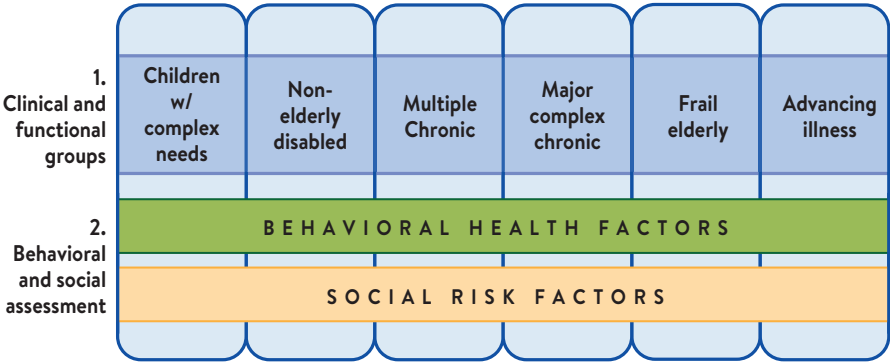 1.
Clinical and
functional
groups
Children
w/
complex
needs
Non-
elderly
disabled
Multiple
Chronic
Major
complex
chronic
Frail
elderly
Advancing
illness
2.
Behavioral
and social
assessment
BEHAVIORAL HEALTH FACTORS
SOCIAL RISK FACTORS